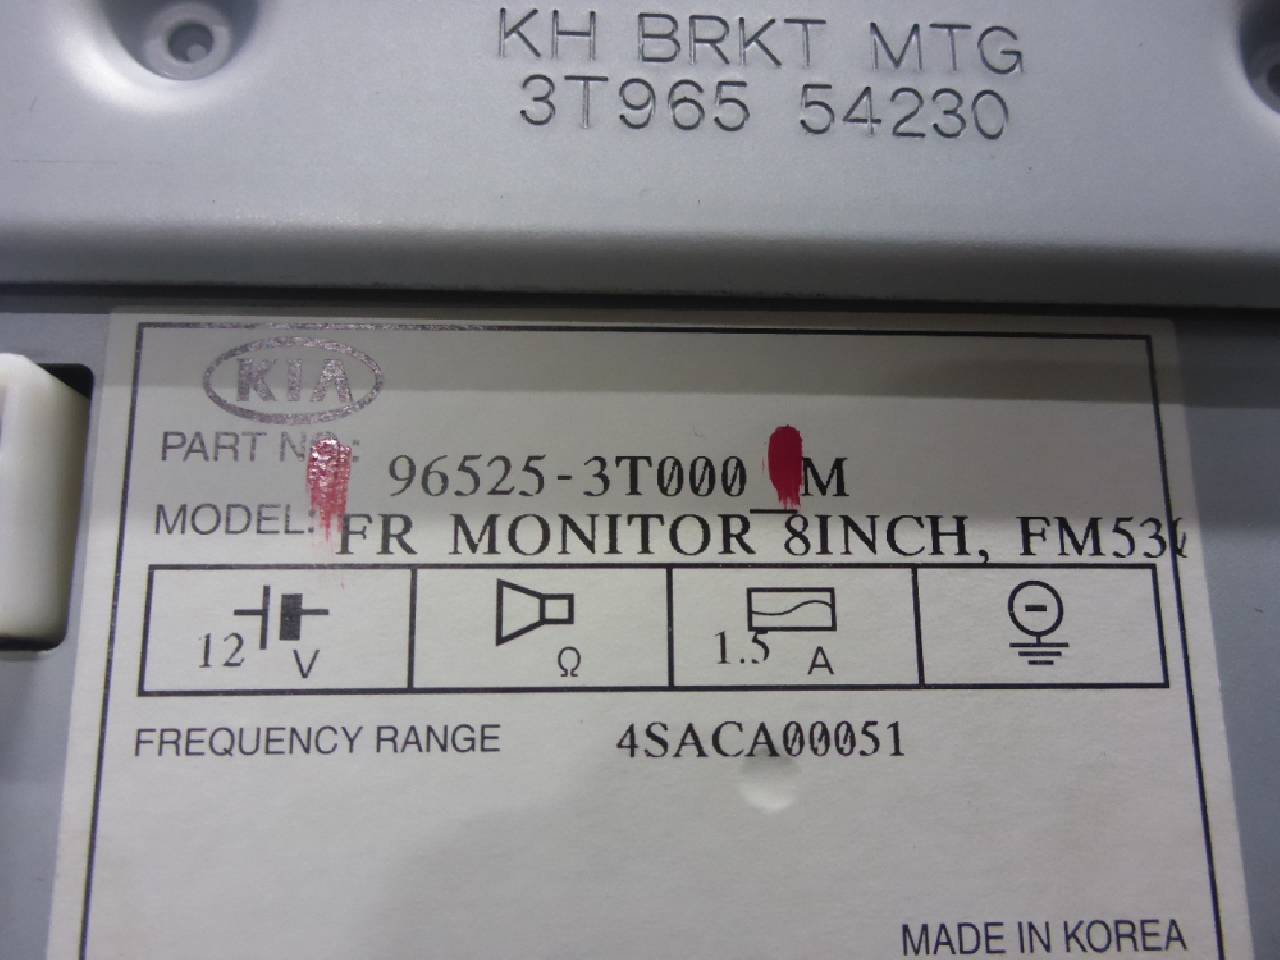 KH BRKT MTG
3T965 54230
KIA
PART NO.: 96525-3T000 M
MODEL: FR MONITOR 8INCH,
12 V Ω 1.5 A
FREQUENCY RANGE 4SACA00051
MADE IN KOREA